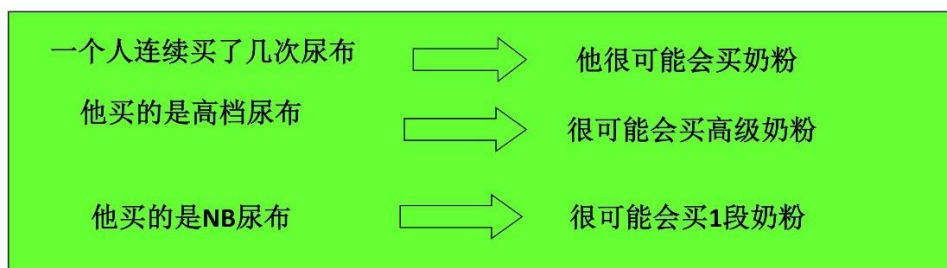 一个人连续买了几次尿布
他很可能会买奶粉
他买的是高档尿布
很可能会买高级奶粉
他买的是NB尿布
很可能会买1段奶粉